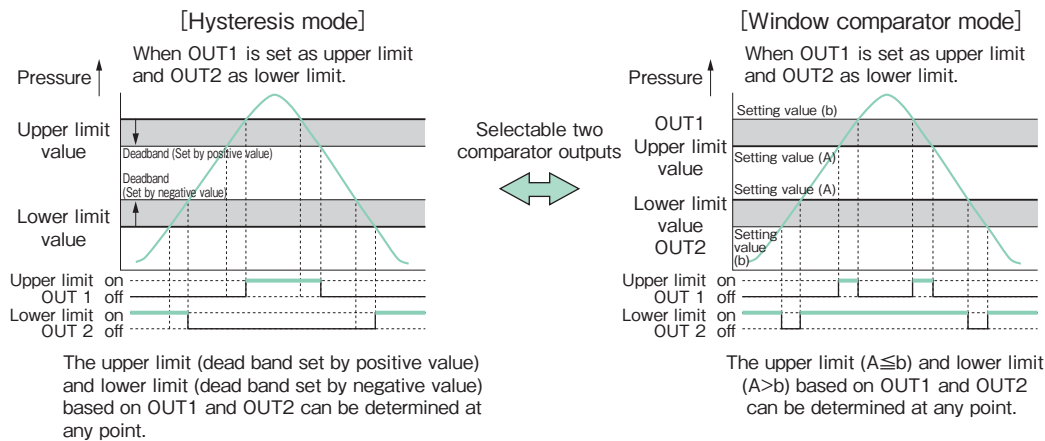 [Hysteresis mode]
When OUT1 is set as upper limit
and OUT2 as lower limit.
Pressure
Upper limit
value
Deadband (Set by positive value)
Deadband
(Set by negative value)
Lower limit
value
Upper limit on
OUT 1 off
Lower limit on
OUT 2 off
The upper limit (dead band set by positive value)
and lower limit (dead band set by negative value)
based on OUT1 and OUT2 can be determined at
any point.
Selectable two
comparator outputs
[Window comparator mode]
When OUT1 is set as upper limit
and OUT2 as lower limit.
Pressure
Setting value (b)
OUT1
Upper limit
value
Setting value (A)
Setting value (A)
Lower limit
value
OUT2
Setting
value
(b)
Upper limit on
OUT 1 off
Lower limit on
OUT 2 off
The upper limit (A≦b) and lower limit
(A>b) based on OUT1 and OUT2
can be determined at any point.